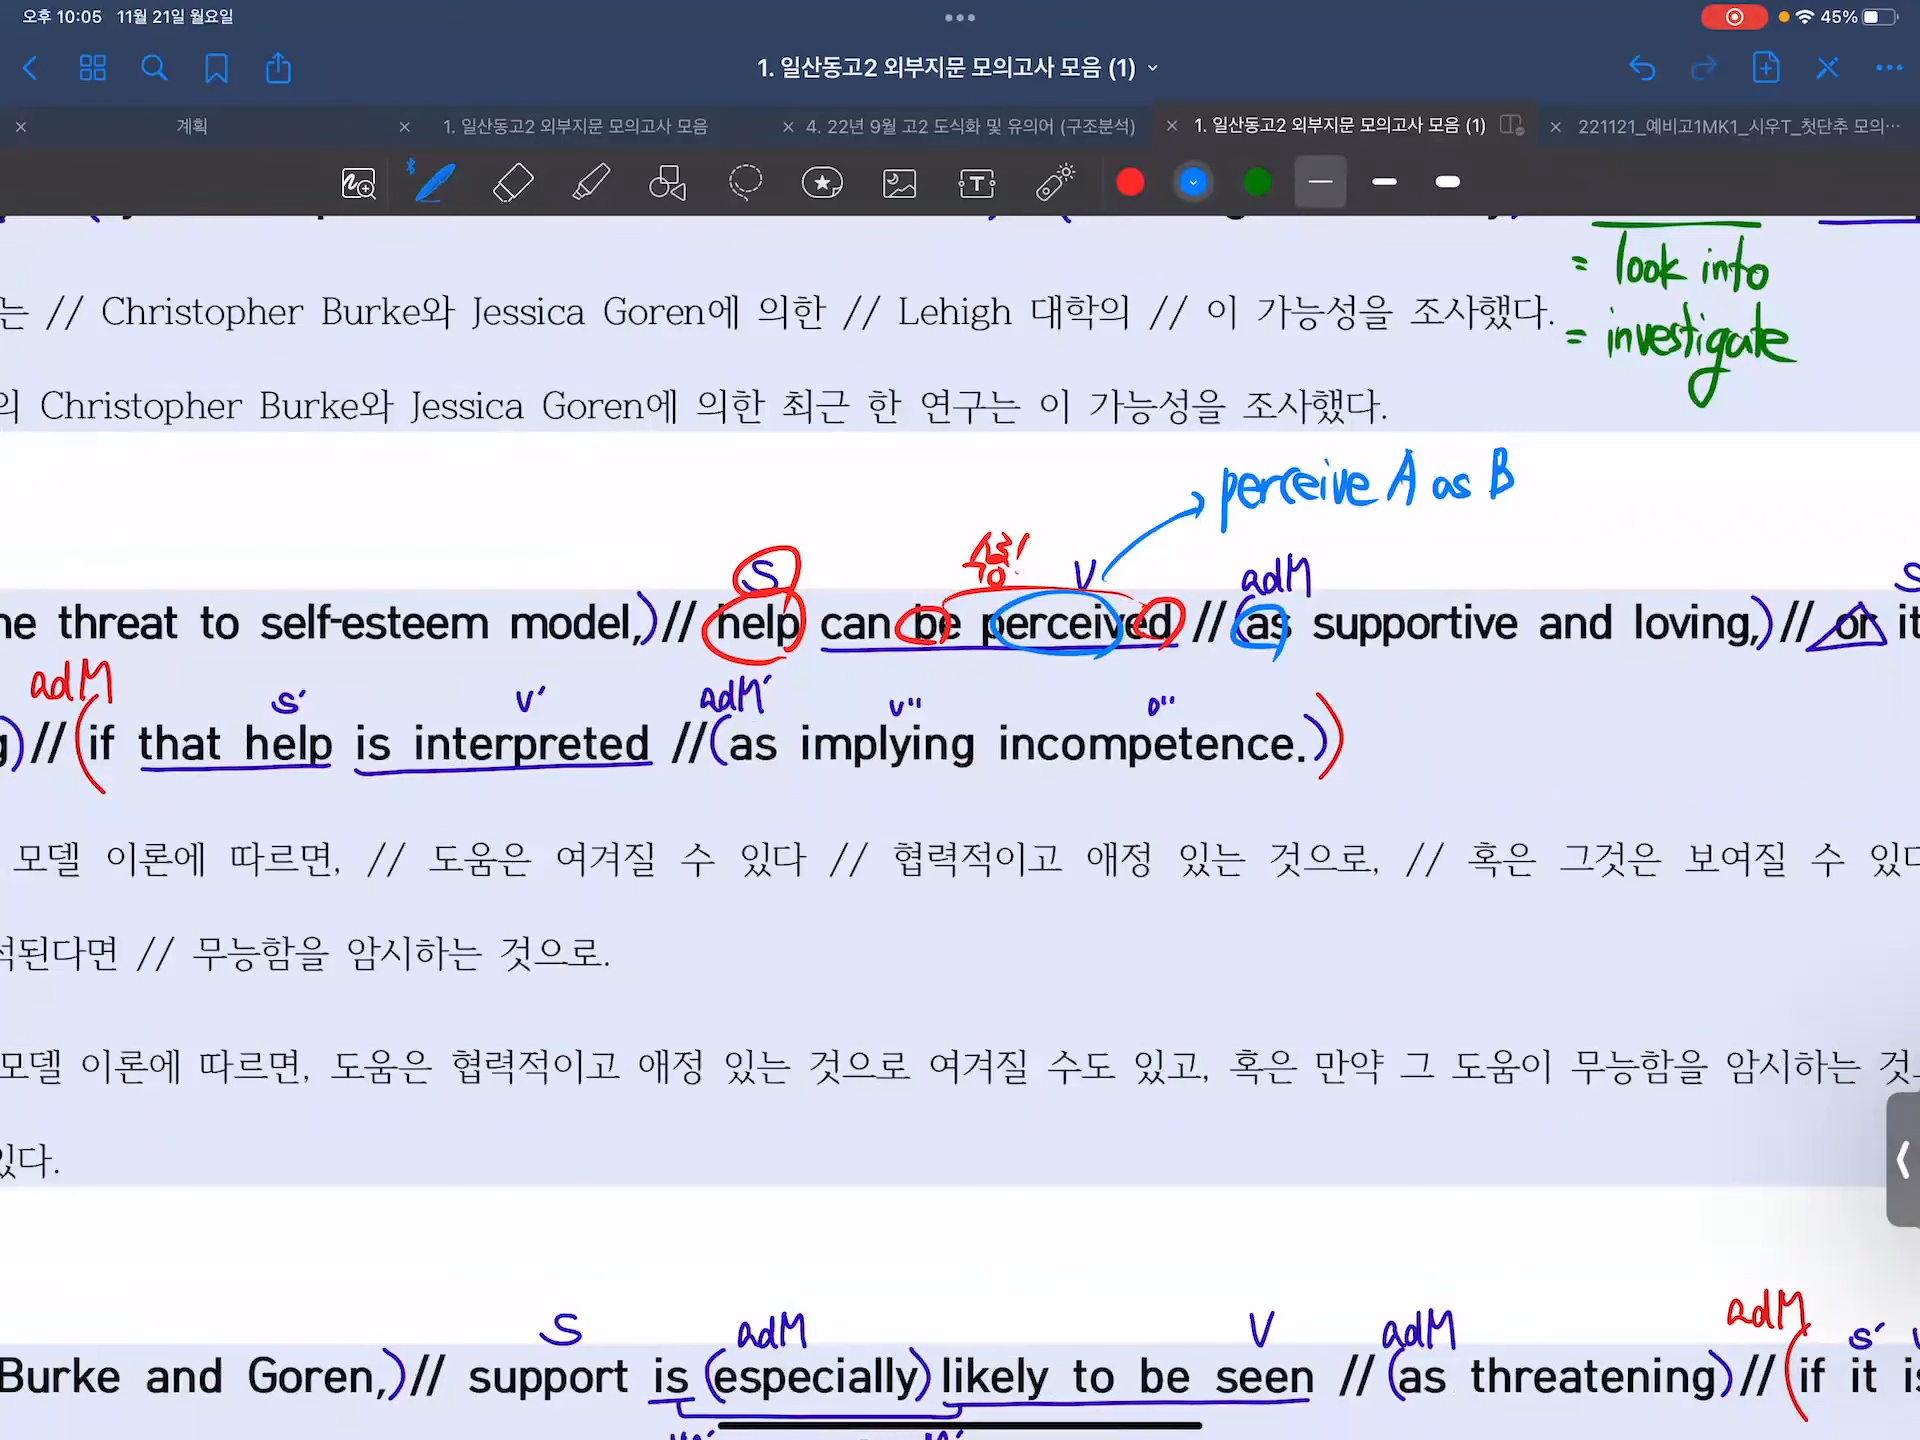 오후 10:05 11월 21일 월요일
45%
1. 일산동고2 외부지문 모의고사 모음 (1)
계획
1. 일산동고2 외부지문 모의고사 모음
4. 22년 9월 고2 도식화 및 유의어 (구조분석)
1. 일산동고2 외부지문 모의고사 모음 (1)
221121_예비고1MK1_시우T_첫단추 모의…
= look into
는 // Christopher Burke와 Jessica Goren에 의한 // Lehigh 대학의 // 이 가능성을 조사했다.
= investigate
의 Christopher Burke와 Jessica Goren에 의한 최근 한 연구는 이 가능성을 조사했다.
perceive A as B
S 수동! V adM S
threat to self-esteem model,) // help can be perceived // (as supportive and loving,) // or it
adM S' V' adM' V'' O''
) // (if that help is interpreted // (as implying incompetence.))
모델 이론에 따르면, // 도움은 여겨질 수 있다 // 협력적이고 애정 있는 것으로, // 혹은 그것은 보여질 수 있다
석된다면 // 무능함을 암시하는 것으로.
모델 이론에 따르면, 도움은 협력적이고 애정 있는 것으로 여겨질 수도 있고, 혹은 만약 그 도움이 무능함을 암시하는 것
있다.
S adM V adM adM S'
Burke and Goren,) // support is (especially) likely to be seen // (as threatening) // (if it is